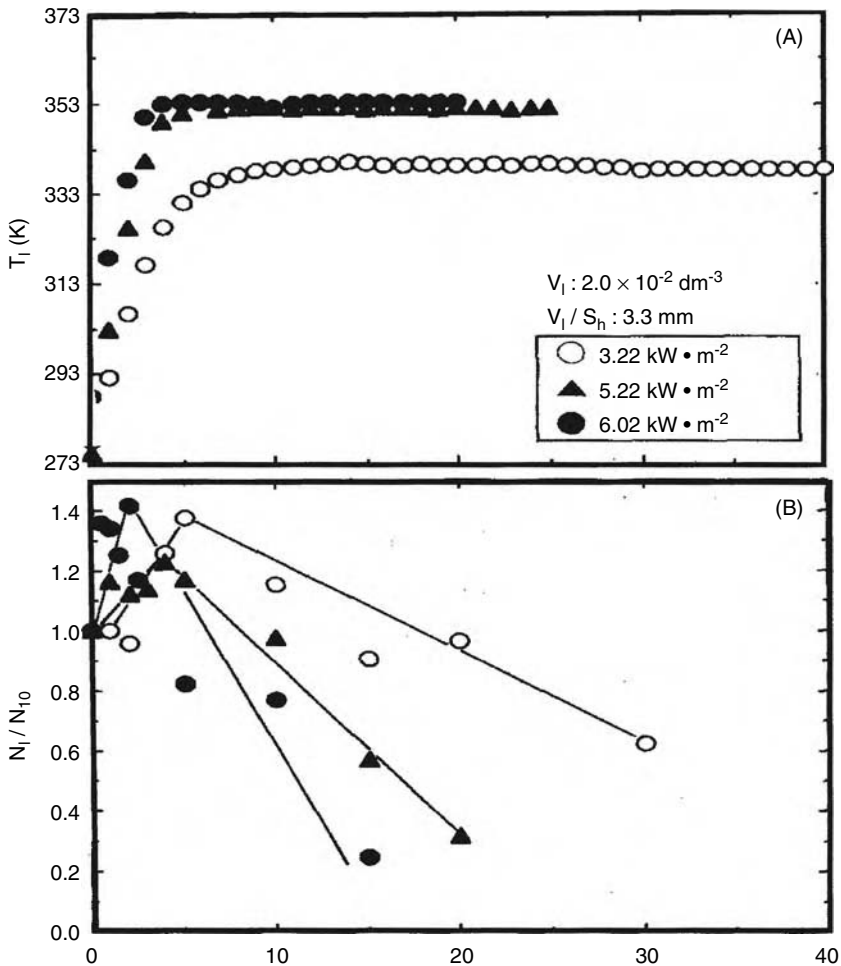 373
(A)
353
333
T_l (K)
313
V_l : 2.0 × 10⁻² dm⁻³
V_l / S_h : 3.3 mm
293
3.22 kW • m⁻²
5.22 kW • m⁻²
6.02 kW • m⁻²
273
1.4
(B)
1.2
1.0
N_l / N_10
0.8
0.6
0.4
0.2
0.0
0 10 20 30 40